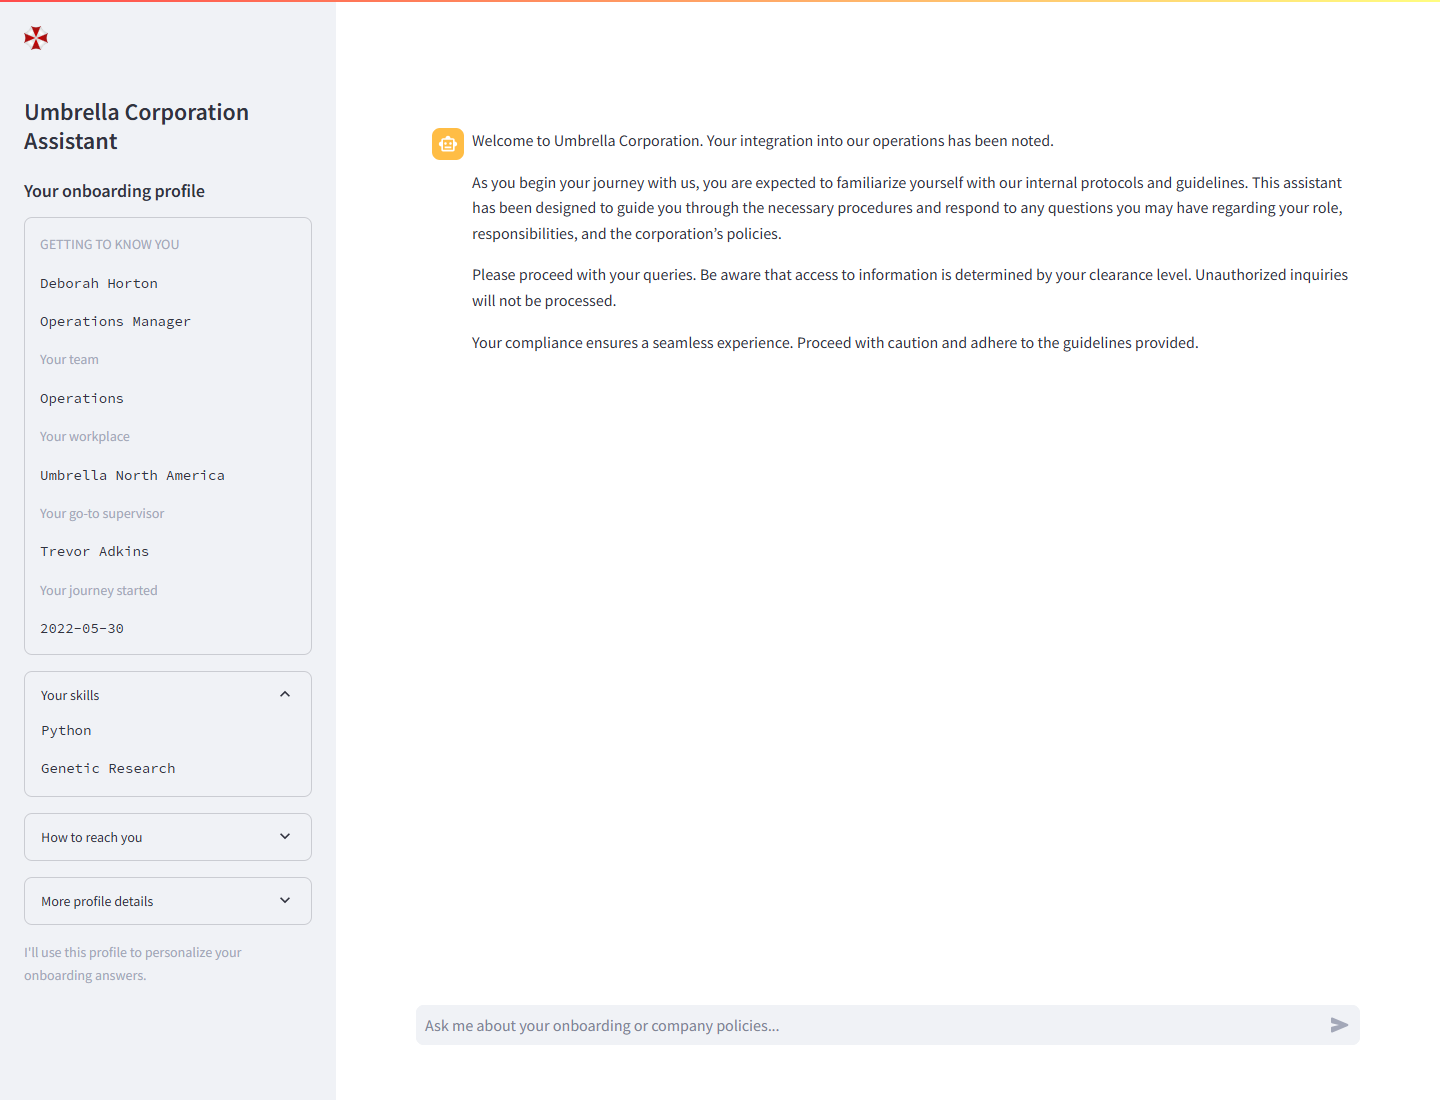 Umbrella Corporation
Assistant
Your onboarding profile
GETTING TO KNOW YOU
Deborah Horton
Operations Manager
Your team
Operations
Your workplace
Umbrella North America
Your go-to supervisor
Trevor Adkins
Your journey started
2022-05-30
Your skills
Python
Genetic Research
How to reach you
More profile details
I'll use this profile to personalize your
onboarding answers.
Welcome to Umbrella Corporation. Your integration into our operations has been noted.
As you begin your journey with us, you are expected to familiarize yourself with our internal protocols and guidelines. This assistant
has been designed to guide you through the necessary procedures and respond to any questions you may have regarding your role,
responsibilities, and the corporation’s policies.
Please proceed with your queries. Be aware that access to information is determined by your clearance level. Unauthorized inquiries
will not be processed.
Your compliance ensures a seamless experience. Proceed with caution and adhere to the guidelines provided.
Ask me about your onboarding or company policies...